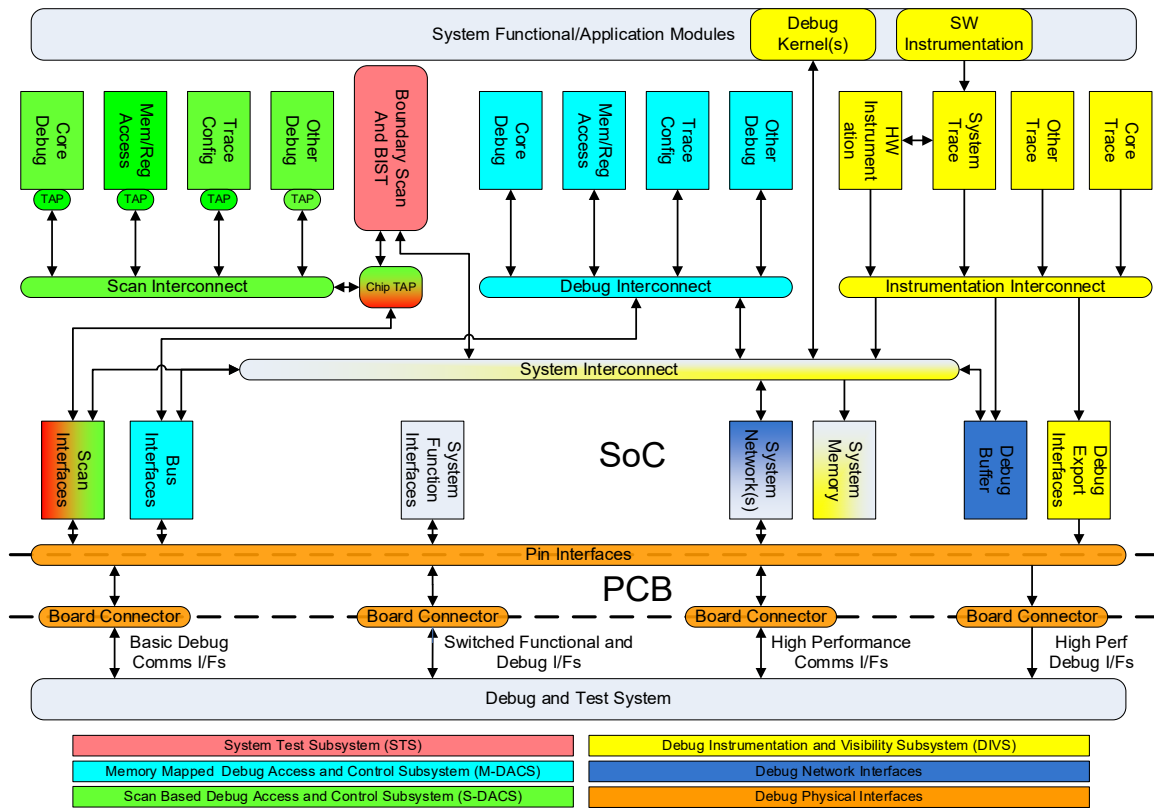 System Functional/Application Modules
Debug
Kernel(s)
SW
Instrumentation
Core
Debug
TAP
Mem/Reg
Access
TAP
Trace
Config
TAP
Other
Debug
TAP
Boundary Scan
And BIST
Core
Debug
Mem/Reg
Access
Trace
Config
Other
Debug
HW
Instrument
ation
System
Trace
Other
Trace
Core
Trace
Scan Interconnect
Chip TAP
Debug Interconnect
Instrumentation Interconnect
System Interconnect
Scan
Interfaces
Bus
Interfaces
System
Function
Interfaces
SoC
System
Network(s)
System
Memory
Debug
Buffer
Debug
Export
Interfaces
Pin Interfaces
PCB
Board Connector
Board Connector
Board Connector
Board Connector
Basic Debug
Comms I/Fs
Switched Functional and
Debug I/Fs
High Performance
Comms I/Fs
High Perf
Debug I/Fs
Debug and Test System
System Test Subsystem (STS)
Debug Instrumentation and Visibility Subsystem (DIVS)
Memory Mapped Debug Access and Control Subsystem (M-DACS)
Debug Network Interfaces
Scan Based Debug Access and Control Subsystem (S-DACS)
Debug Physical Interfaces